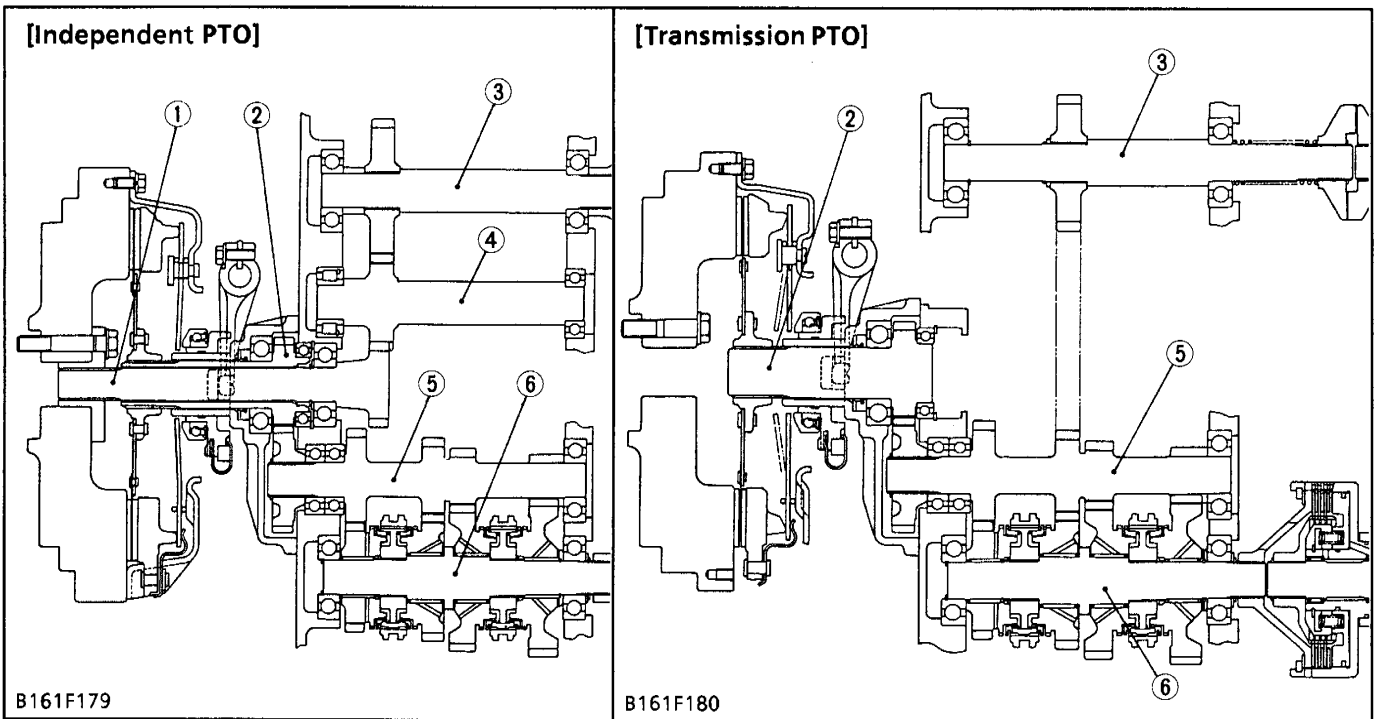 [Independent PTO]
①
②
③
④
⑤
⑥
B161F179
[Transmission PTO]
③
②
⑤
⑥
B161F180